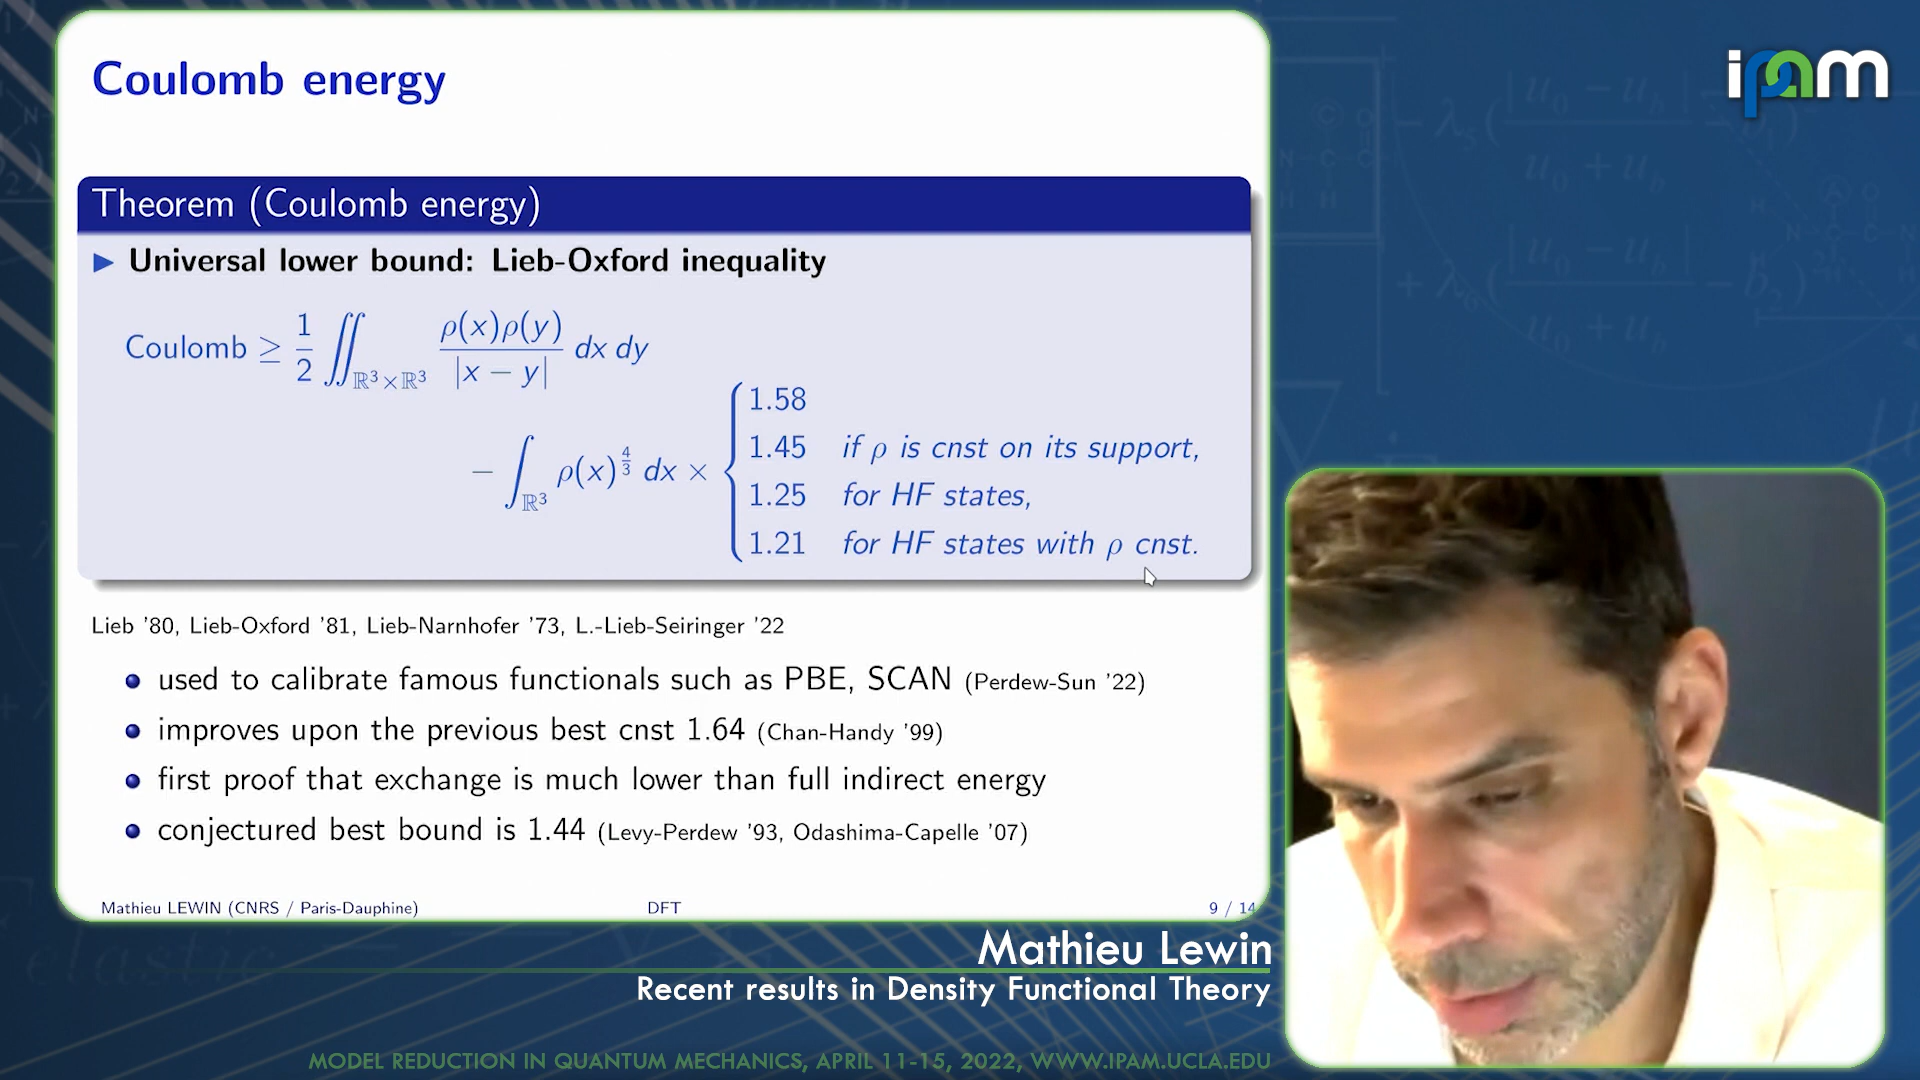 Coulomb energy
ipam
Theorem (Coulomb energy)
▶ Universal lower bound: Lieb-Oxford inequality
Coulomb ≥ 1/2 ∬_{ℝ³×ℝ³} ρ(x)ρ(y)/|x − y| dx dy
− ∫_{ℝ³} ρ(x)^{4/3} dx × {
1.58
1.45 if ρ is cnst on its support,
1.25 for HF states,
1.21 for HF states with ρ cnst.
Lieb '80, Lieb-Oxford '81, Lieb-Narnhofer '73, L.-Lieb-Seiringer '22
• used to calibrate famous functionals such as PBE, SCAN (Perdew-Sun '22)
• improves upon the previous best cnst 1.64 (Chan-Handy '99)
• first proof that exchange is much lower than full indirect energy
• conjectured best bound is 1.44 (Levy-Perdew '93, Odashima-Capelle '07)
Mathieu LEWIN (CNRS / Paris-Dauphine) DFT 9 / 14
Mathieu Lewin
Recent results in Density Functional Theory
MODEL REDUCTION IN QUANTUM MECHANICS, APRIL 11-15, 2022, WWW.IPAM.UCLA.EDU